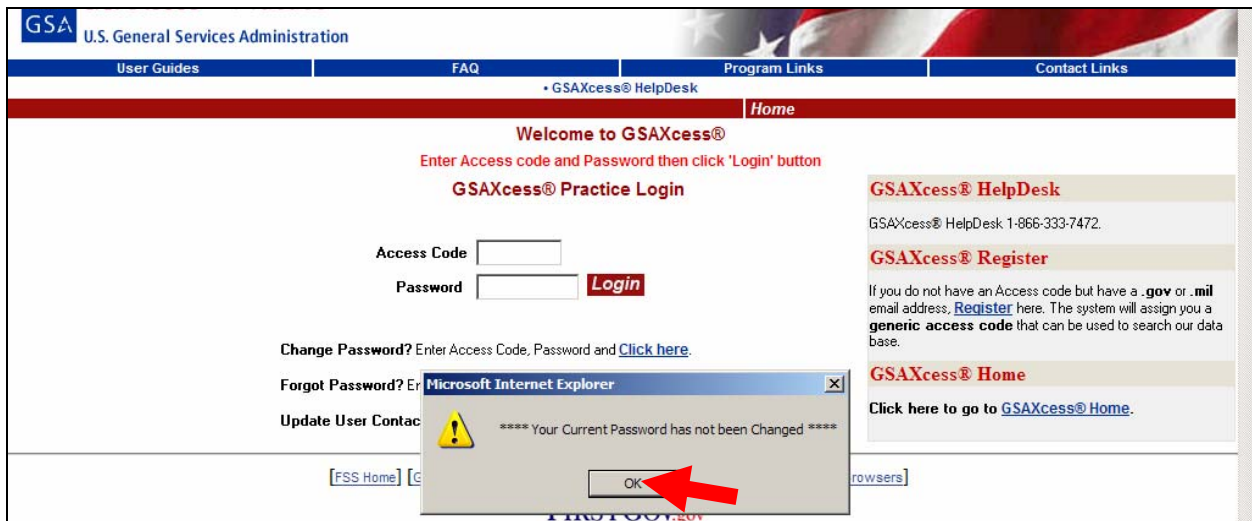 GSA
U.S. General Services Administration
User Guides FAQ Program Links Contact Links
• GSAXcess® HelpDesk
Home
Welcome to GSAXcess®
Enter Access code and Password then click 'Login' button
GSAXcess® Practice Login
Access Code
Password Login
Change Password? Enter Access Code, Password and Click here.
Forgot Password?
Update User Contac
GSAXcess® HelpDesk
GSAXcess® HelpDesk 1-866-333-7472.
GSAXcess® Register
If you do not have an Access code but have a .gov or .mil
email address, Register here. The system will assign you a
generic access code that can be used to search our data
base.
GSAXcess® Home
Click here to go to GSAXcess® Home.
Microsoft Internet Explorer
**** Your Current Password has not been Changed ****
OK
[FSS Home] [G rowsers]
FIRSTGOV.gov